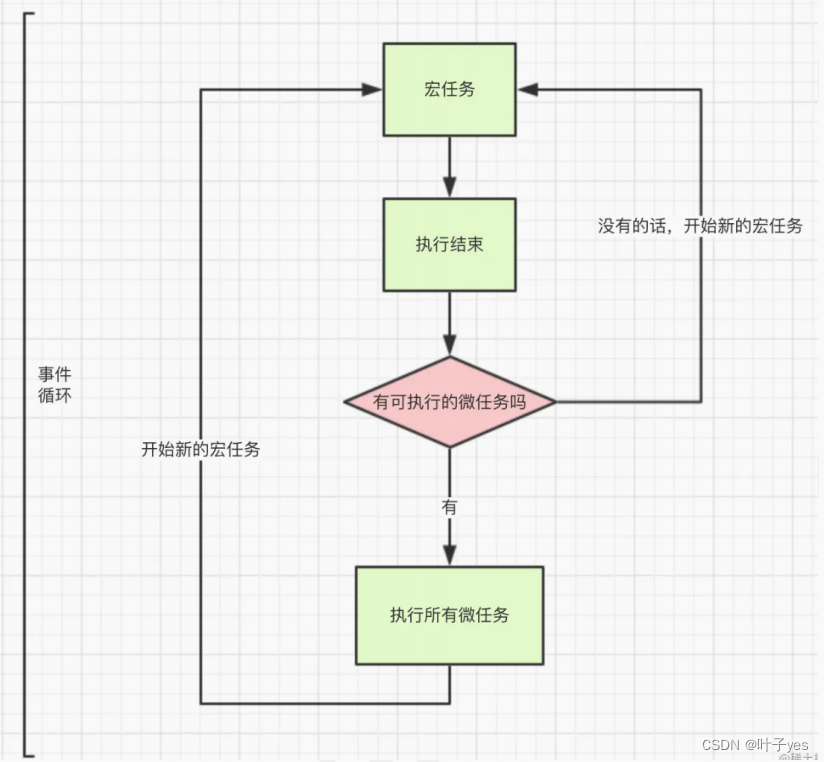 宏任务
执行结束
没有的话，开始新的宏任务
事件
循环
有可执行的微任务吗
开始新的宏任务
有
执行所有微任务
CSDN @叶子yes